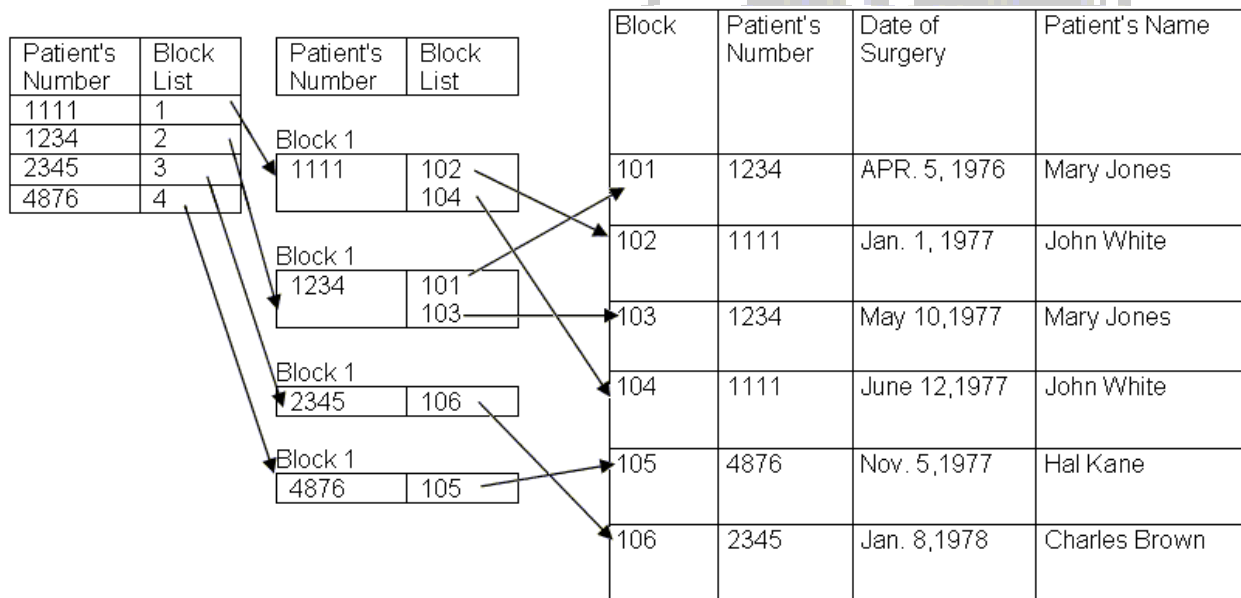 Patient's Number Block List
1111 1
1234 2
2345 3
4876 4
Patient's Number Block List
Block 1
1111 102
104
Block 1
1234 101
103
Block 1
2345 106
Block 1
4876 105
Block Patient's Number Date of Surgery Patient's Name
101 1234 APR. 5, 1976 Mary Jones
102 1111 Jan. 1, 1977 John White
103 1234 May 10,1977 Mary Jones
104 1111 June 12,1977 John White
105 4876 Nov. 5,1977 Hal Kane
106 2345 Jan. 8,1978 Charles Brown